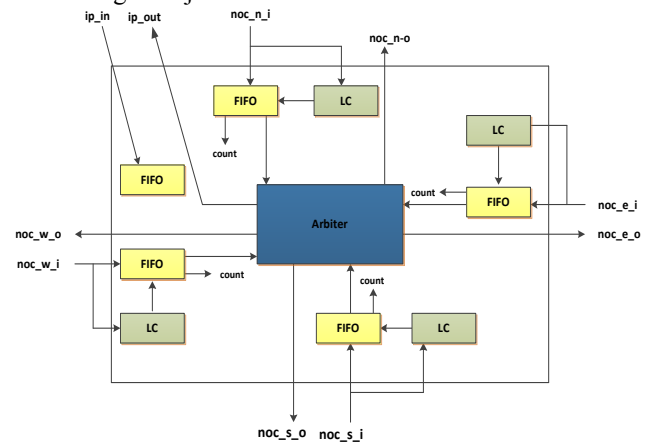 ip_in
ip_out
noc_n_i
noc_n-o
FIFO
LC
LC
count
count
FIFO
FIFO
noc_e_i
Arbiter
noc_w_o
noc_e_o
noc_w_i
FIFO
count
count
LC
FIFO
LC
noc_s_o
noc_s_i